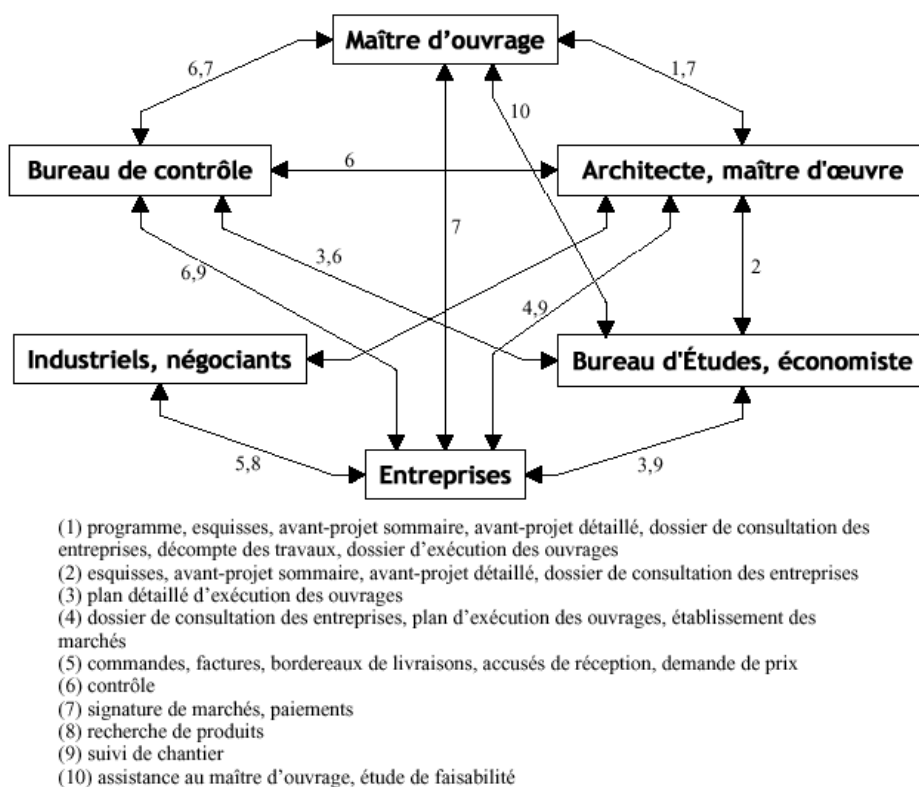 Maître d'ouvrage
6,7
1,7
10
Bureau de contrôle
6
Architecte, maître d'œuvre
7
3,6
6,9
2
4,9
Industriels, négociants
Bureau d'Études, économiste
5,8
Entreprises
3,9
(1) programme, esquisses, avant-projet sommaire, avant-projet détaillé, dossier de consultation des
entreprises, décompte des travaux, dossier d'exécution des ouvrages
(2) esquisses, avant-projet sommaire, avant-projet détaillé, dossier de consultation des entreprises
(3) plan détaillé d'exécution des ouvrages
(4) dossier de consultation des entreprises, plan d'exécution des ouvrages, établissement des
marchés
(5) commandes, factures, bordereaux de livraisons, accusés de réception, demande de prix
(6) contrôle
(7) signature de marchés, paiements
(8) recherche de produits
(9) suivi de chantier
(10) assistance au maître d'ouvrage, étude de faisabilité